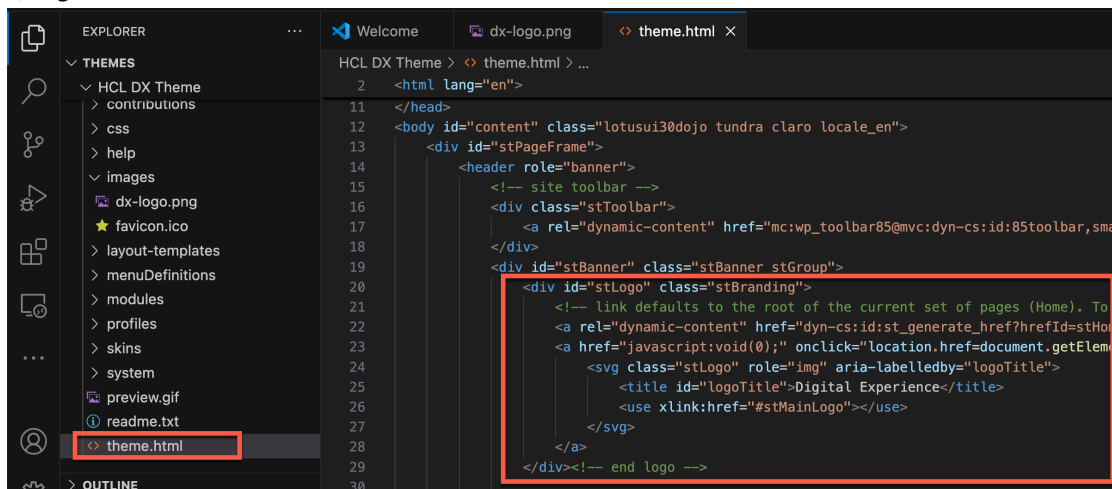 EXPLORER
THEMES
HCL DX Theme
contributions
css
help
images
dx-logo.png
favicon.ico
layout-templates
menuDefinitions
modules
profiles
skins
system
preview.gif
readme.txt
theme.html
OUTLINE
Welcome
dx-logo.png
theme.html
HCL DX Theme > theme.html > ...
2 <html lang="en">
11 </head>
12 <body id="content" class="lotusui30dojo tundra claro locale_en">
13 <div id="stPageFrame">
14 <header role="banner">
15 <!-- site toolbar -->
16 <div class="stToolbar">
17 <a rel="dynamic-content" href="mc:wp_toolbar85@mvc:dyn-cs:id:85toolbar,sma
18 </div>
19 <div id="stBanner" class="stBanner stGroup">
20 <div id="stLogo" class="stBranding">
21 <!-- link defaults to the root of the current set of pages (Home). To
22 <a rel="dynamic-content" href="dyn-cs:id:st_generate_href?hrefId=stHo
23 <a href="javascript:void(0);" onclick="location.href=document.getEleme
24 <svg class="stLogo" role="img" aria-labelledby="logoTitle">
25 <title id="logoTitle">Digital Experience</title>
26 <use xlink:href="#stMainLogo"></use>
27 </svg>
28 </a>
29 </div><!-- end logo -->
30